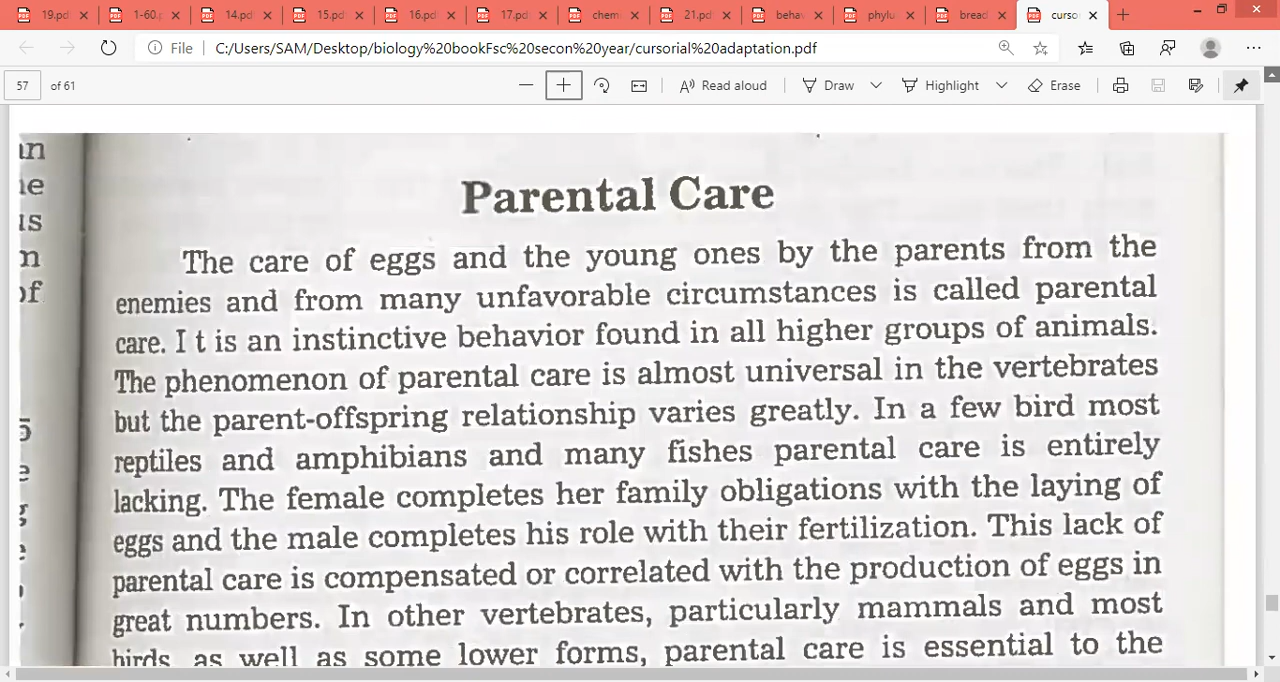 19.pd
1-60.
14.pd
15.pd
16.pd
17.pd
chem
21.pd
behav
phylu
bread
curso
File C:/Users/SAM/Desktop/biology%20bookFsc%20secon%20year/cursorial%20adaptation.pdf
57 of 61
Read aloud
Draw
Highlight
Erase
Parental Care
The care of eggs and the young ones by the parents from the
enemies and from many unfavorable circumstances is called parental
care. I t is an instinctive behavior found in all higher groups of animals.
The phenomenon of parental care is almost universal in the vertebrates
but the parent-offspring relationship varies greatly. In a few bird most
reptiles and amphibians and many fishes parental care is entirely
lacking. The female completes her family obligations with the laying of
eggs and the male completes his role with their fertilization. This lack of
parental care is compensated or correlated with the production of eggs in
great numbers. In other vertebrates, particularly mammals and most
birds as well as some lower forms, parental care is essential to the